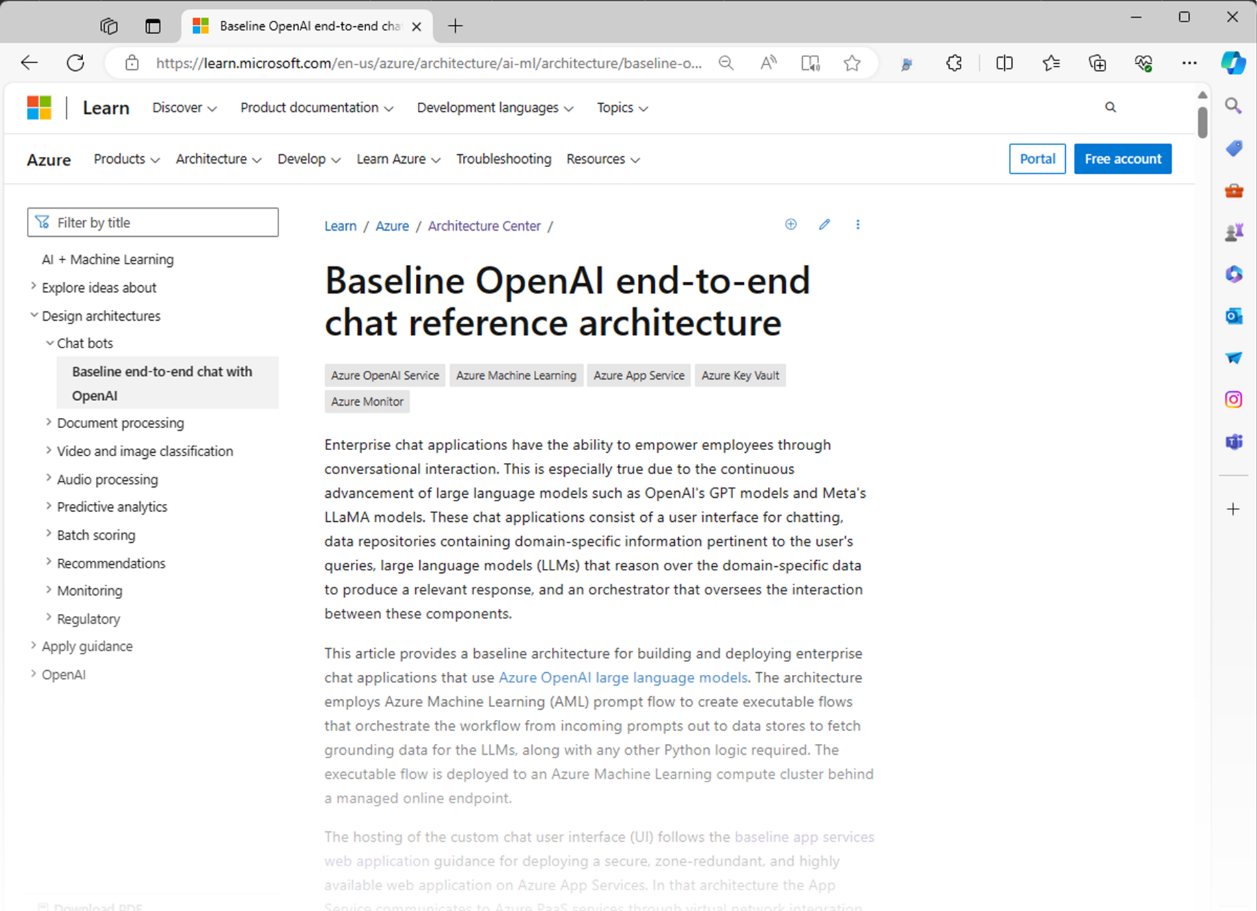 Baseline OpenAI end-to-end cha
https://learn.microsoft.com/en-us/azure/architecture/ai-ml/architecture/baseline-o...
Learn Discover Product documentation Development languages Topics
Azure Products Architecture Develop Learn Azure Troubleshooting Resources Portal Free account
Filter by title
AI + Machine Learning
Explore ideas about
Design architectures
Chat bots
Baseline end-to-end chat with
OpenAI
Document processing
Video and image classification
Audio processing
Predictive analytics
Batch scoring
Recommendations
Monitoring
Regulatory
Apply guidance
OpenAI
Download PDF
Learn / Azure / Architecture Center /
Baseline OpenAI end-to-end
chat reference architecture
Azure OpenAI Service Azure Machine Learning Azure App Service Azure Key Vault
Azure Monitor
Enterprise chat applications have the ability to empower employees through
conversational interaction. This is especially true due to the continuous
advancement of large language models such as OpenAI's GPT models and Meta's
LLaMA models. These chat applications consist of a user interface for chatting,
data repositories containing domain-specific information pertinent to the user's
queries, large language models (LLMs) that reason over the domain-specific data
to produce a relevant response, and an orchestrator that oversees the interaction
between these components.
This article provides a baseline architecture for building and deploying enterprise
chat applications that use Azure OpenAI large language models. The architecture
employs Azure Machine Learning (AML) prompt flow to create executable flows
that orchestrate the workflow from incoming prompts out to data stores to fetch
grounding data for the LLMs, along with any other Python logic required. The
executable flow is deployed to an Azure Machine Learning compute cluster behind
a managed online endpoint.
The hosting of the custom chat user interface (UI) follows the baseline app services
web application guidance for deploying a secure, zone-redundant, and highly
available web application on Azure App Services. In that architecture the App
Service communicates to Azure PaaS services through virtual network integration